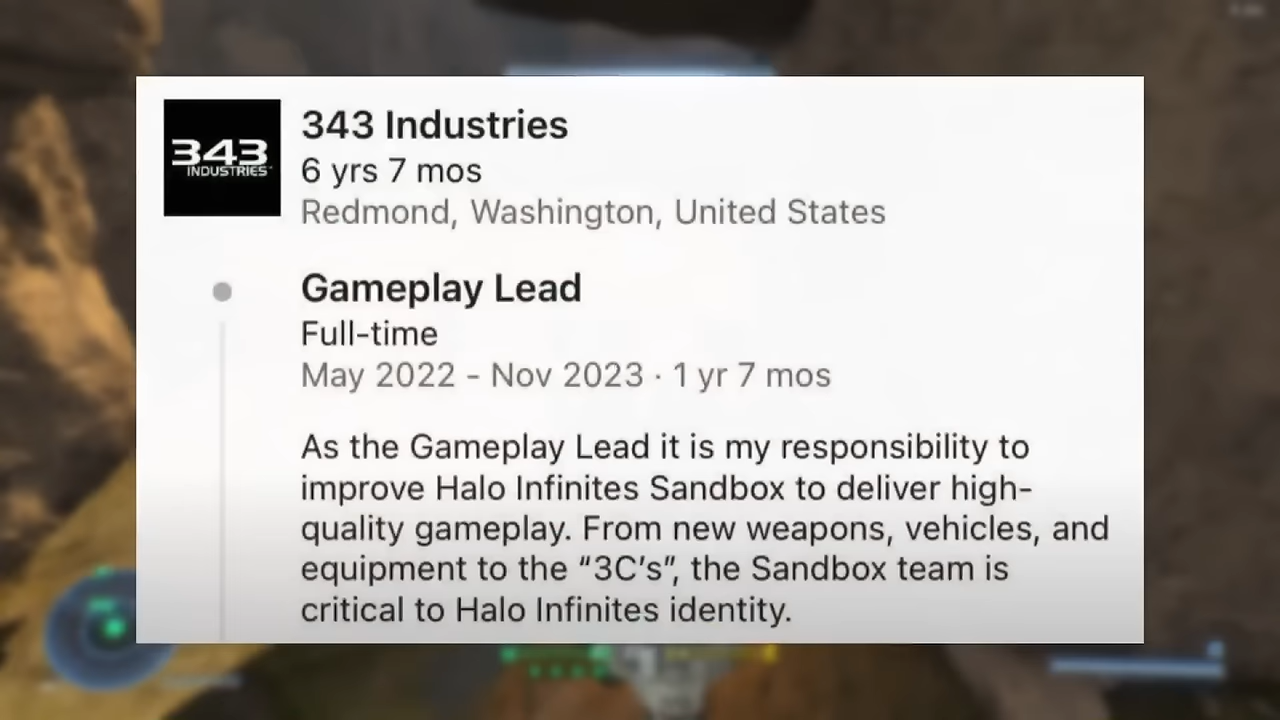 343 Industries
343
INDUSTRIES
6 yrs 7 mos
Redmond, Washington, United States
Gameplay Lead
Full-time
May 2022 - Nov 2023 · 1 yr 7 mos
As the Gameplay Lead it is my responsibility to
improve Halo Infinites Sandbox to deliver high-
quality gameplay. From new weapons, vehicles, and
equipment to the “3C’s”, the Sandbox team is
critical to Halo Infinites identity.